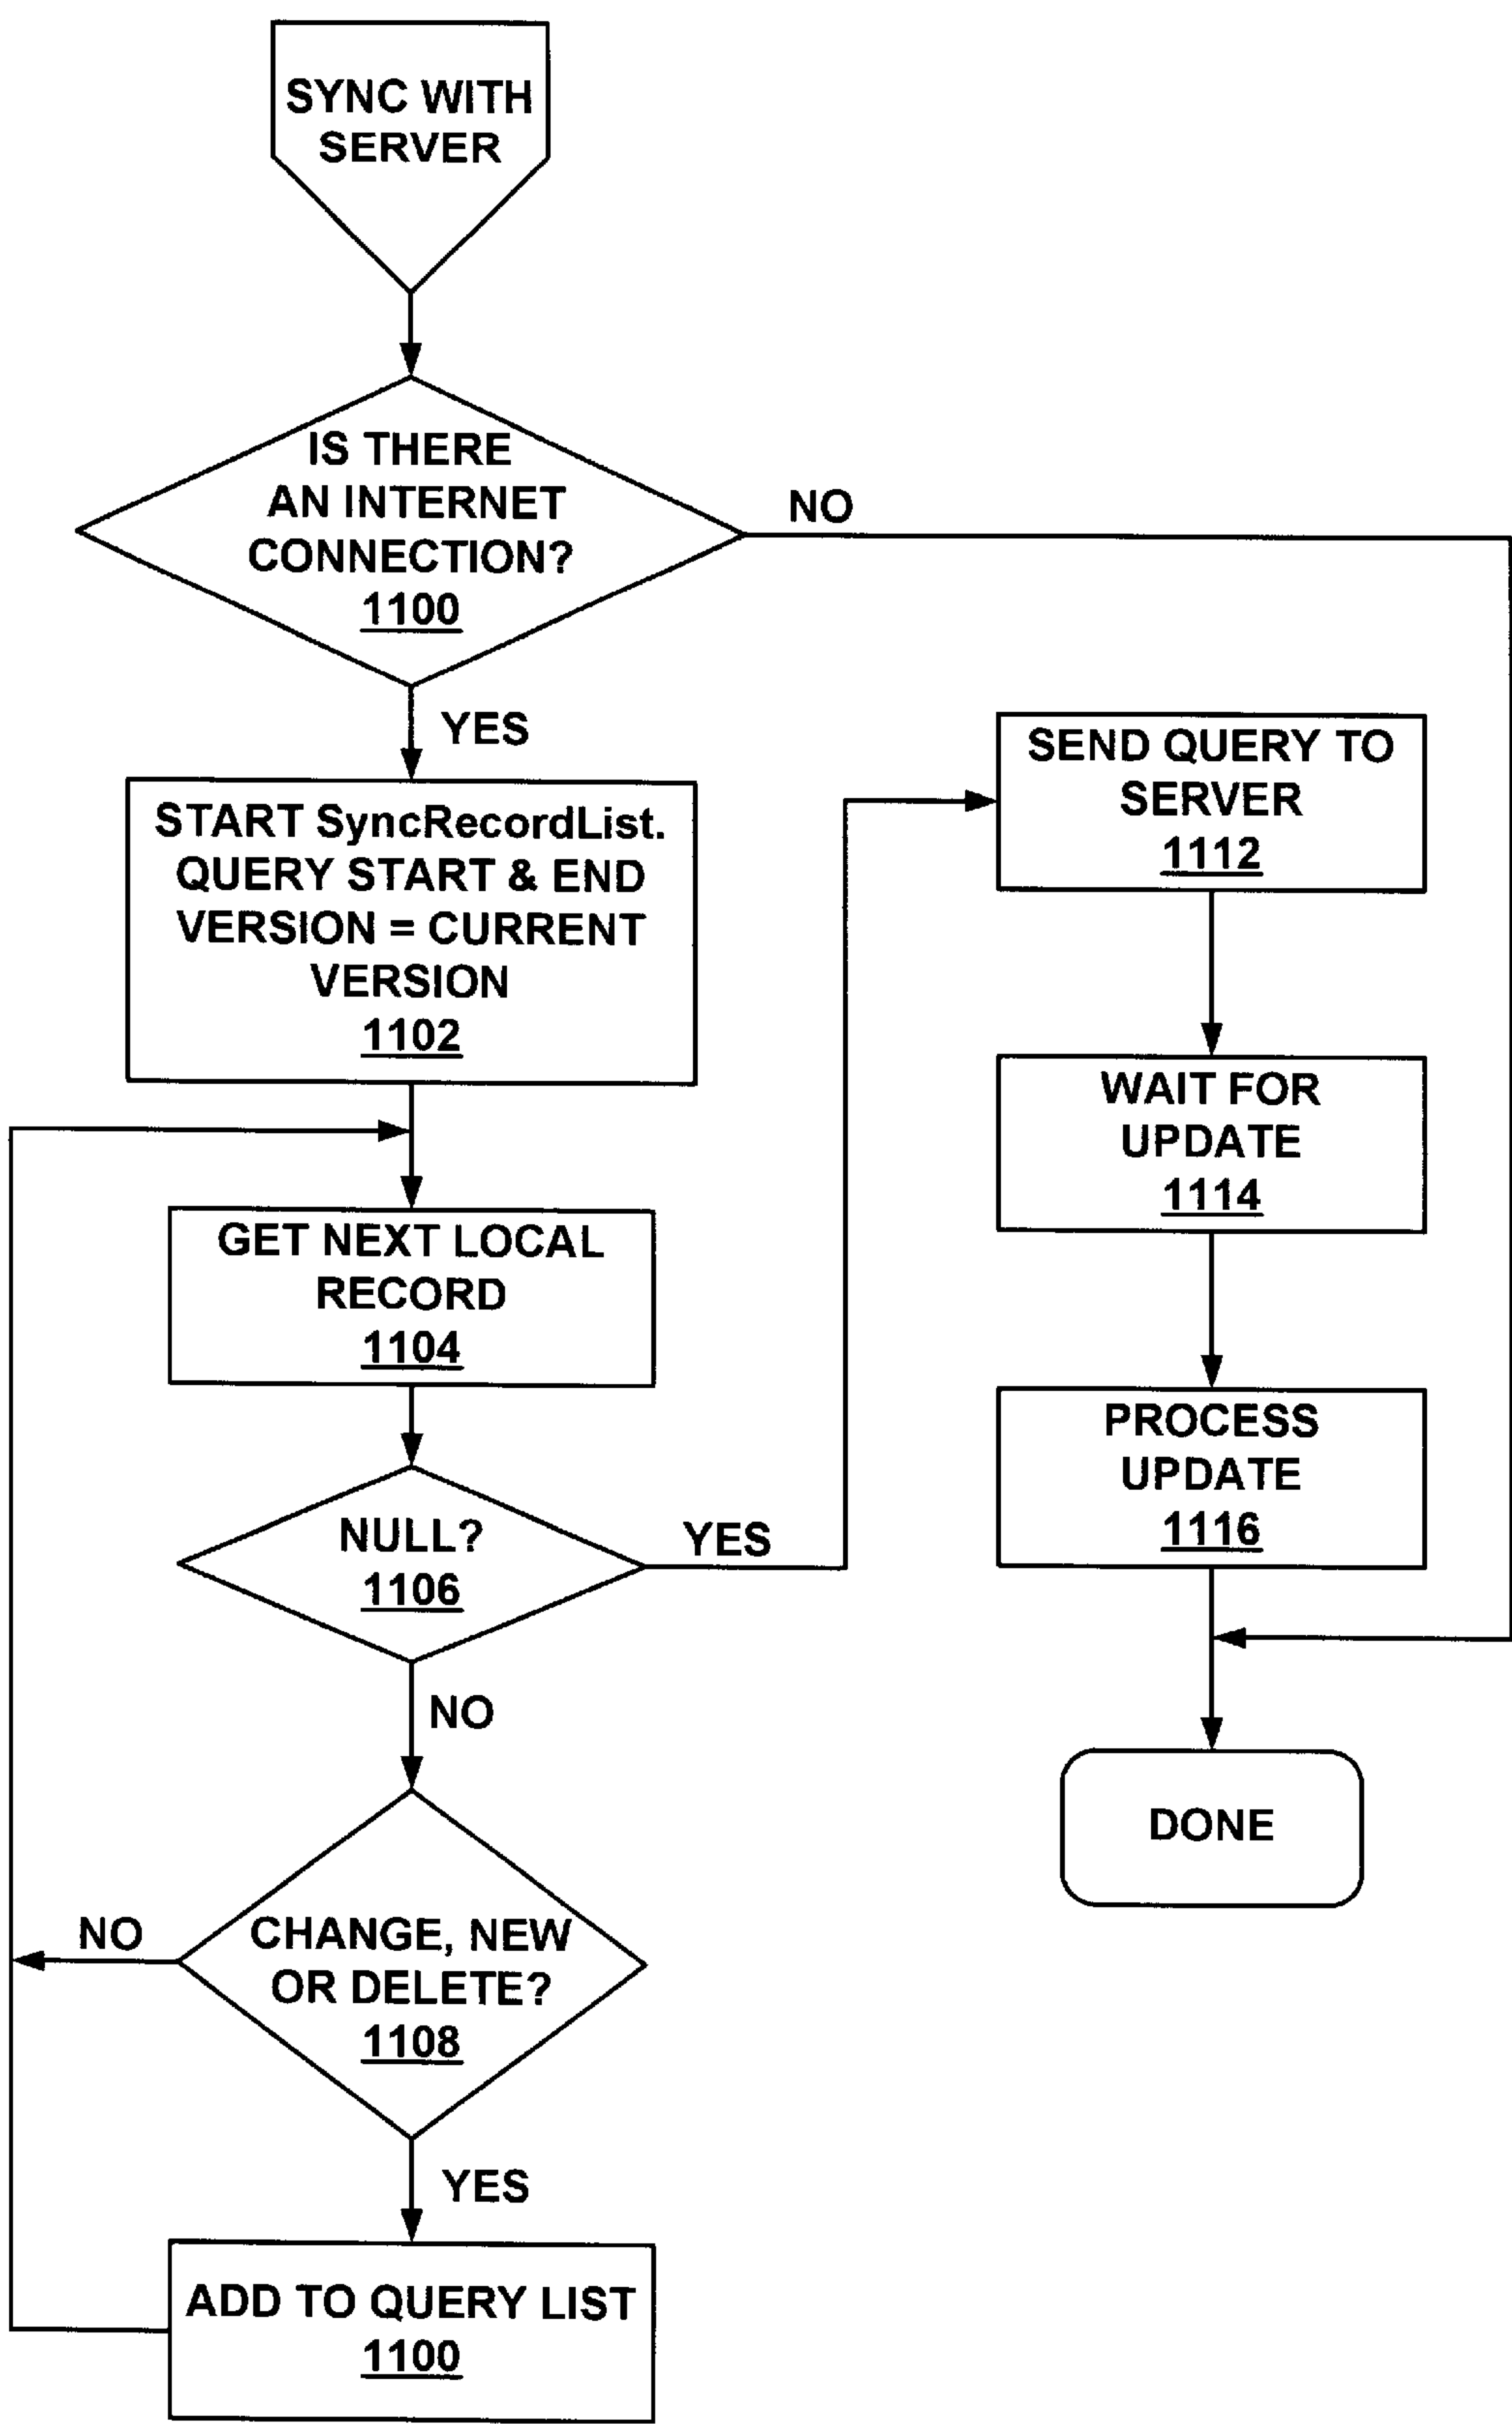 SYNC WITH
SERVER
IS THERE
AN INTERNET
CONNECTION?
1100
NO
YES
START SyncRecordList.
QUERY START & END
VERSION = CURRENT
VERSION
1102
GET NEXT LOCAL
RECORD
1104
NULL?
1106
YES
NO
CHANGE, NEW
OR DELETE?
1108
NO
YES
ADD TO QUERY LIST
1100
SEND QUERY TO
SERVER
1112
WAIT FOR
UPDATE
1114
PROCESS
UPDATE
1116
DONE